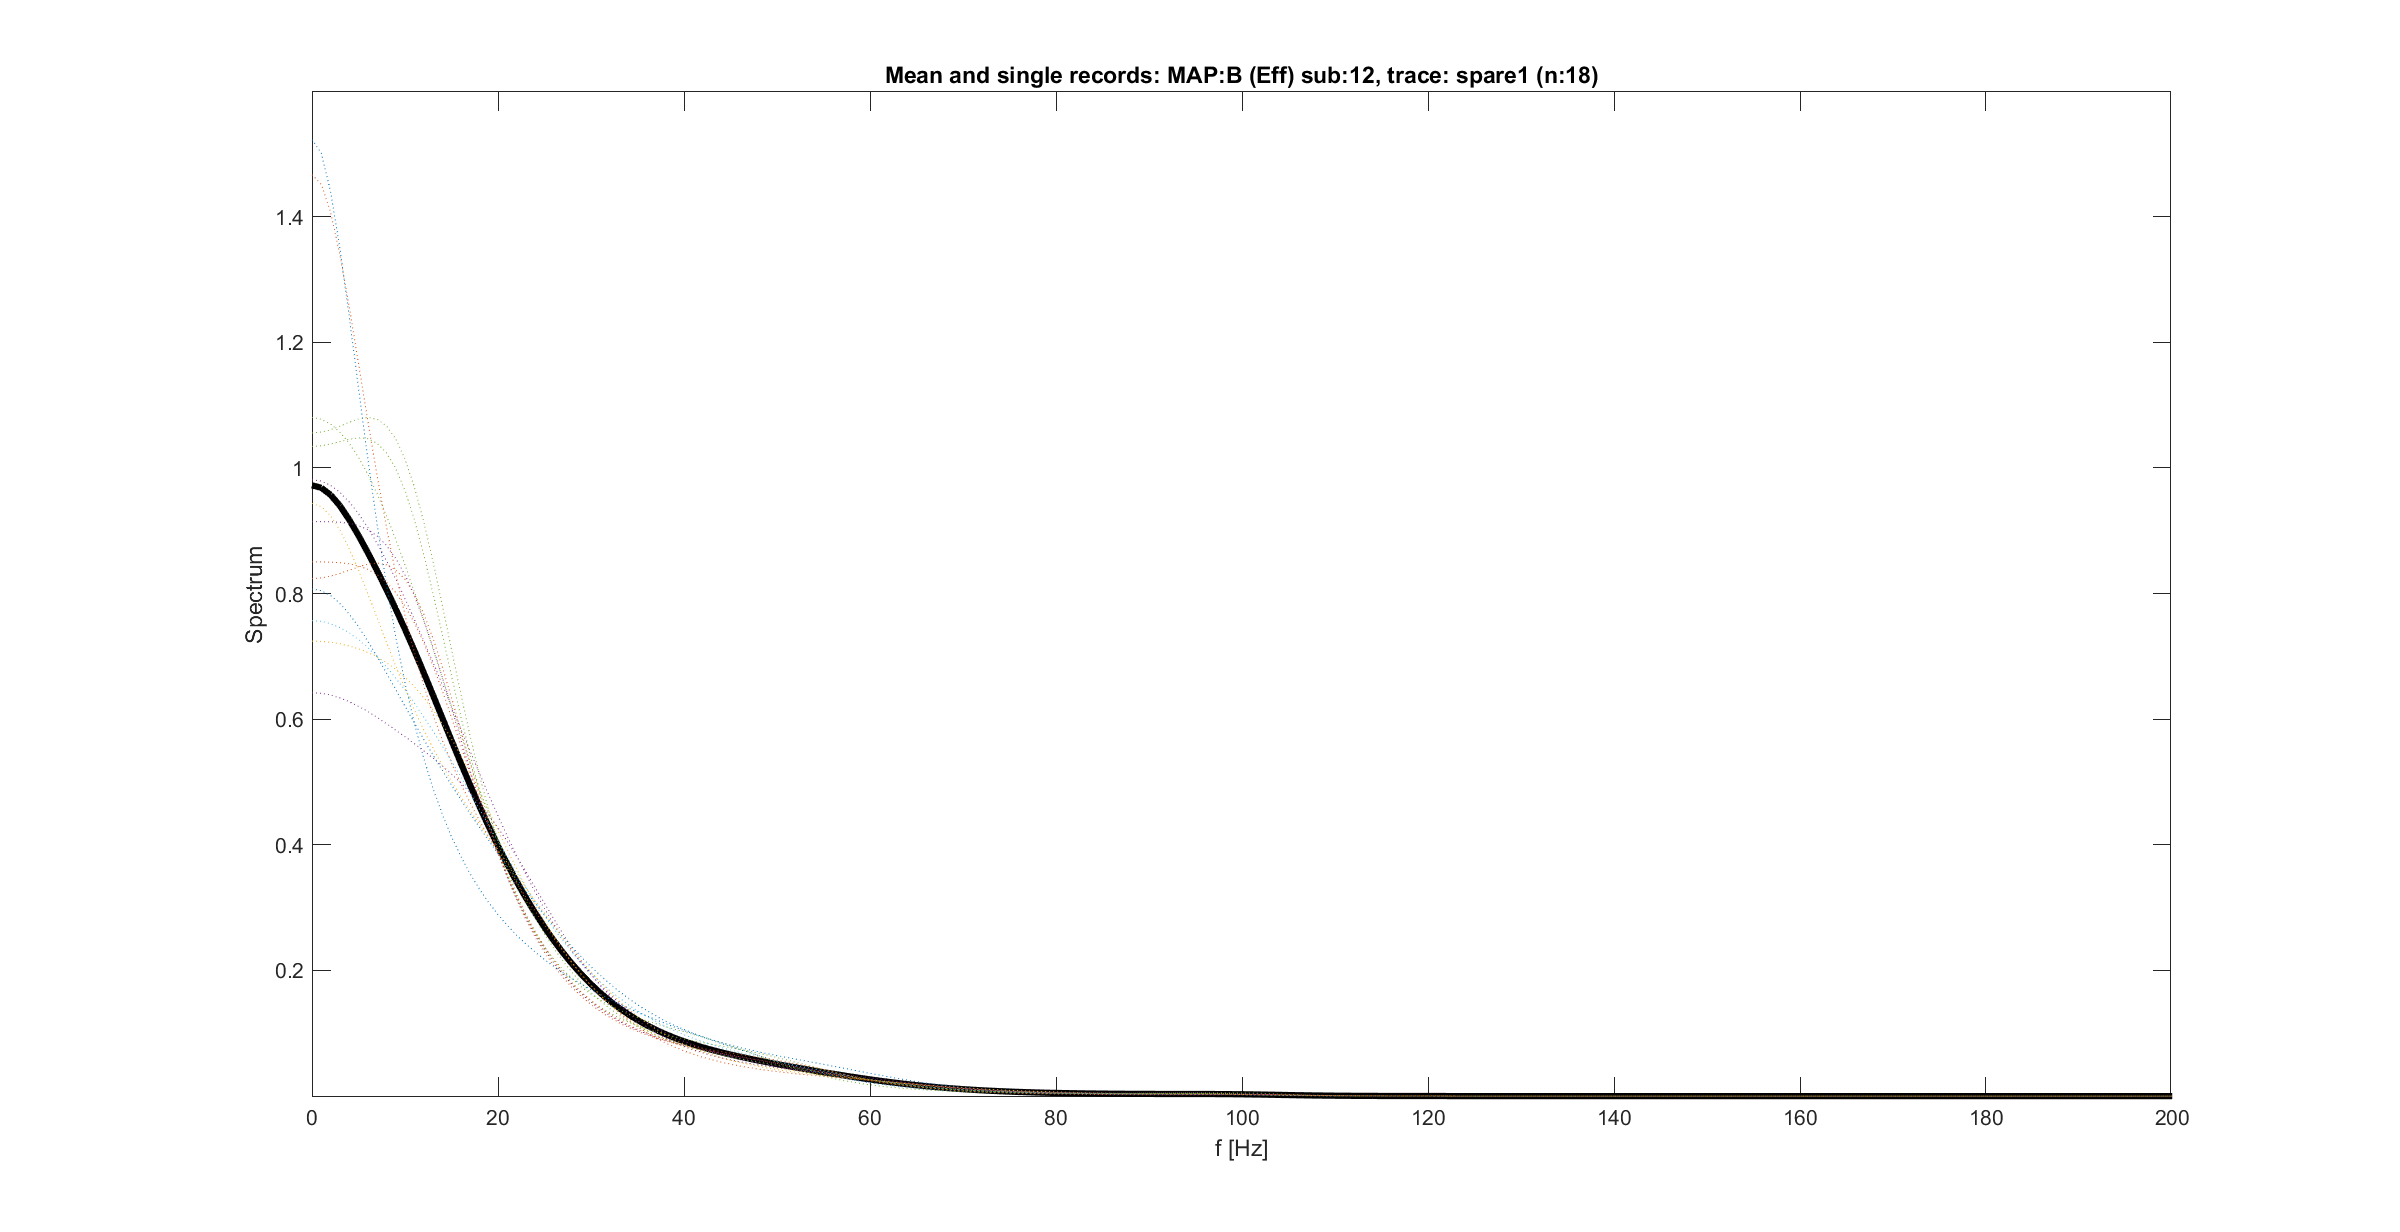 Mean and single records: MAP:B (Eff) sub:12, trace: spare1 (n:18)
1.4
1.2
1
0.8
0.6
0.4
0.2
Spectrum
0 20 40 60 80 100 120 140 160 180 200
f [Hz]